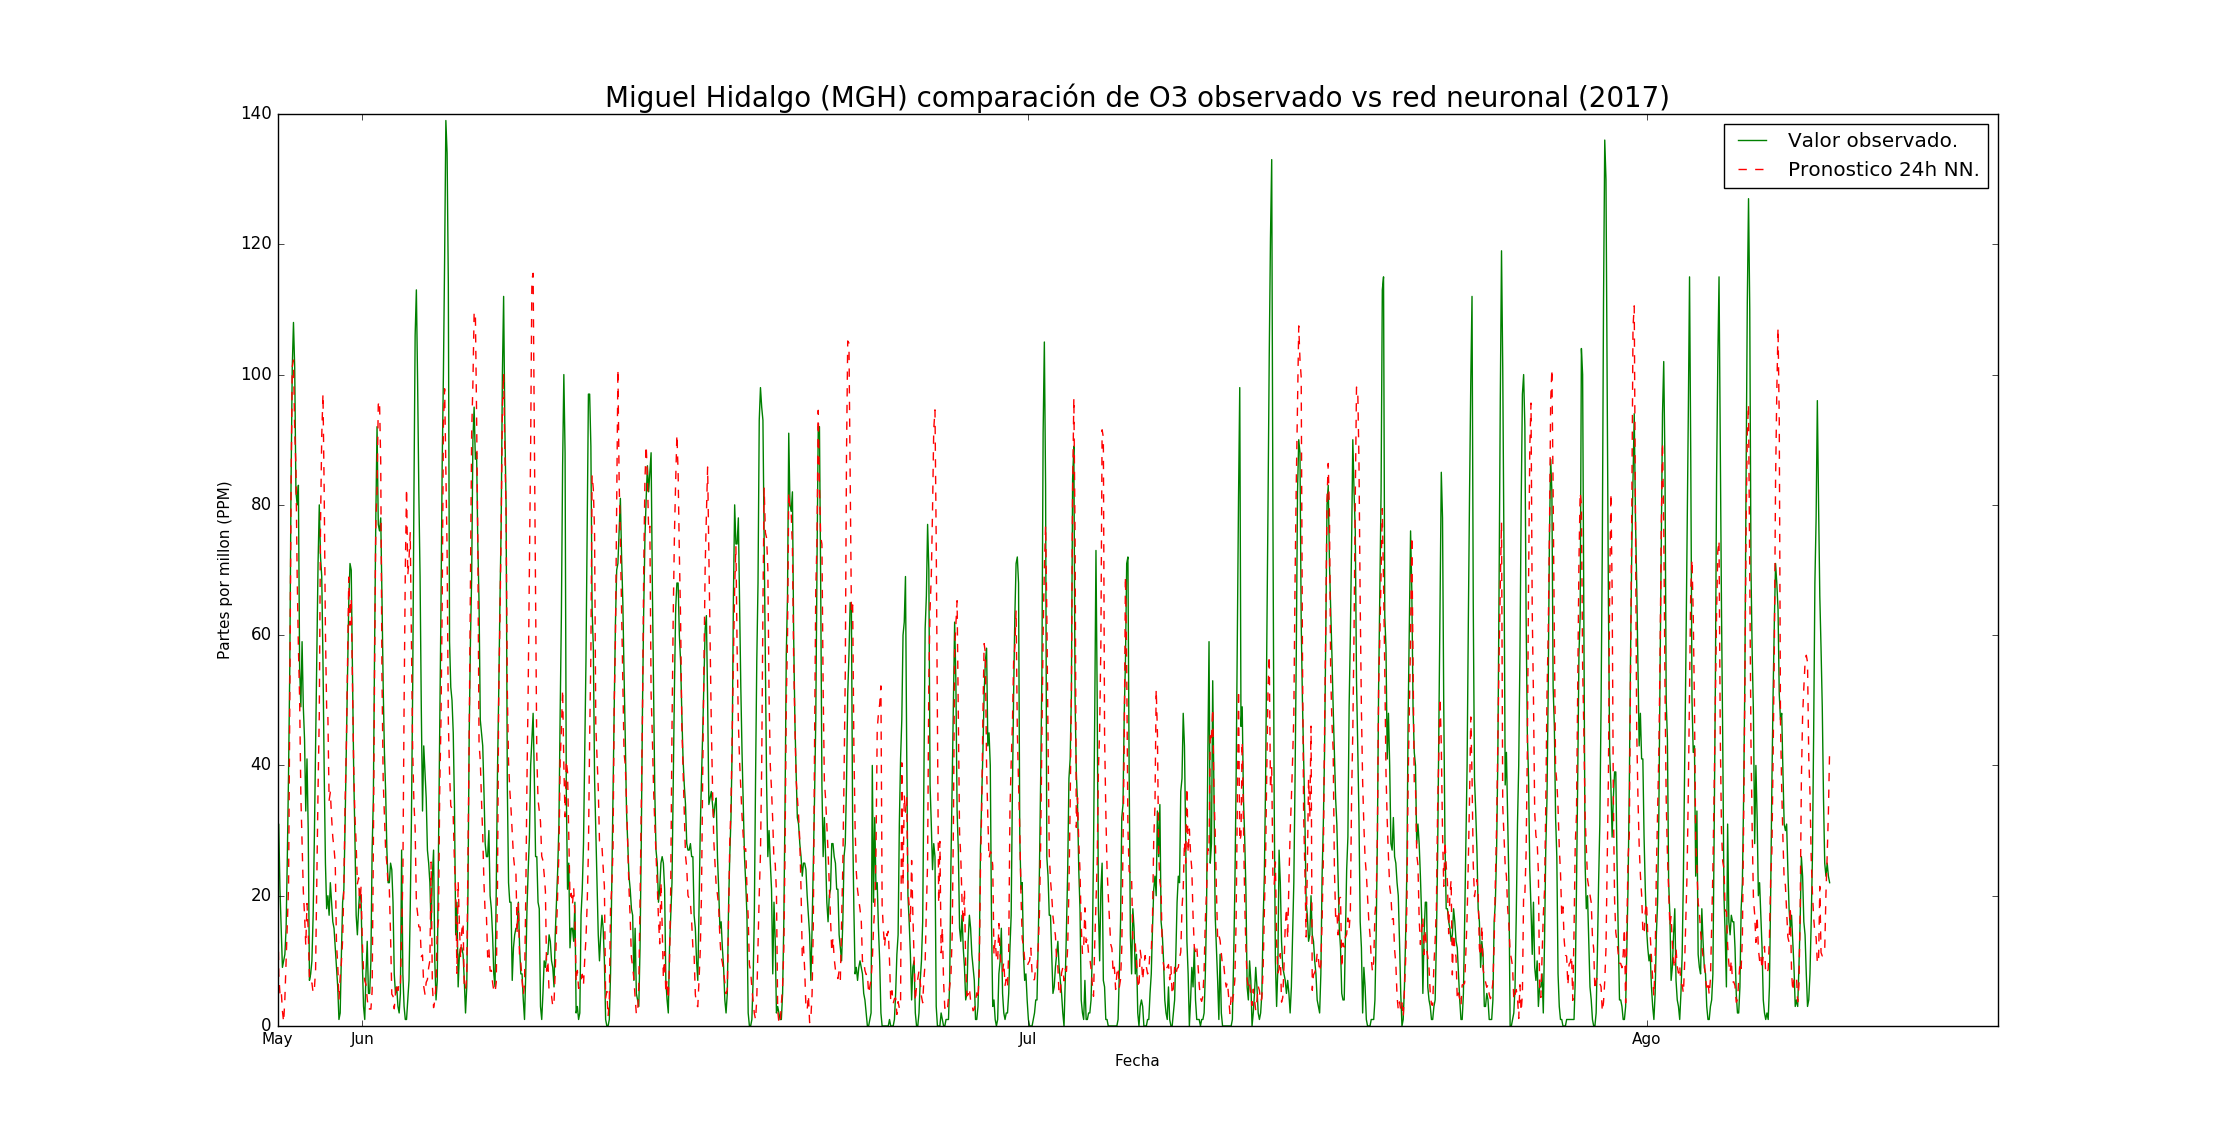 Miguel Hidalgo (MGH) comparación de O3 observado vs red neuronal (2017)
Valor observado.
Pronostico 24h NN.
Partes por millon (PPM)
140
120
100
80
60
40
20
0
May Jun Jul Ago
Fecha